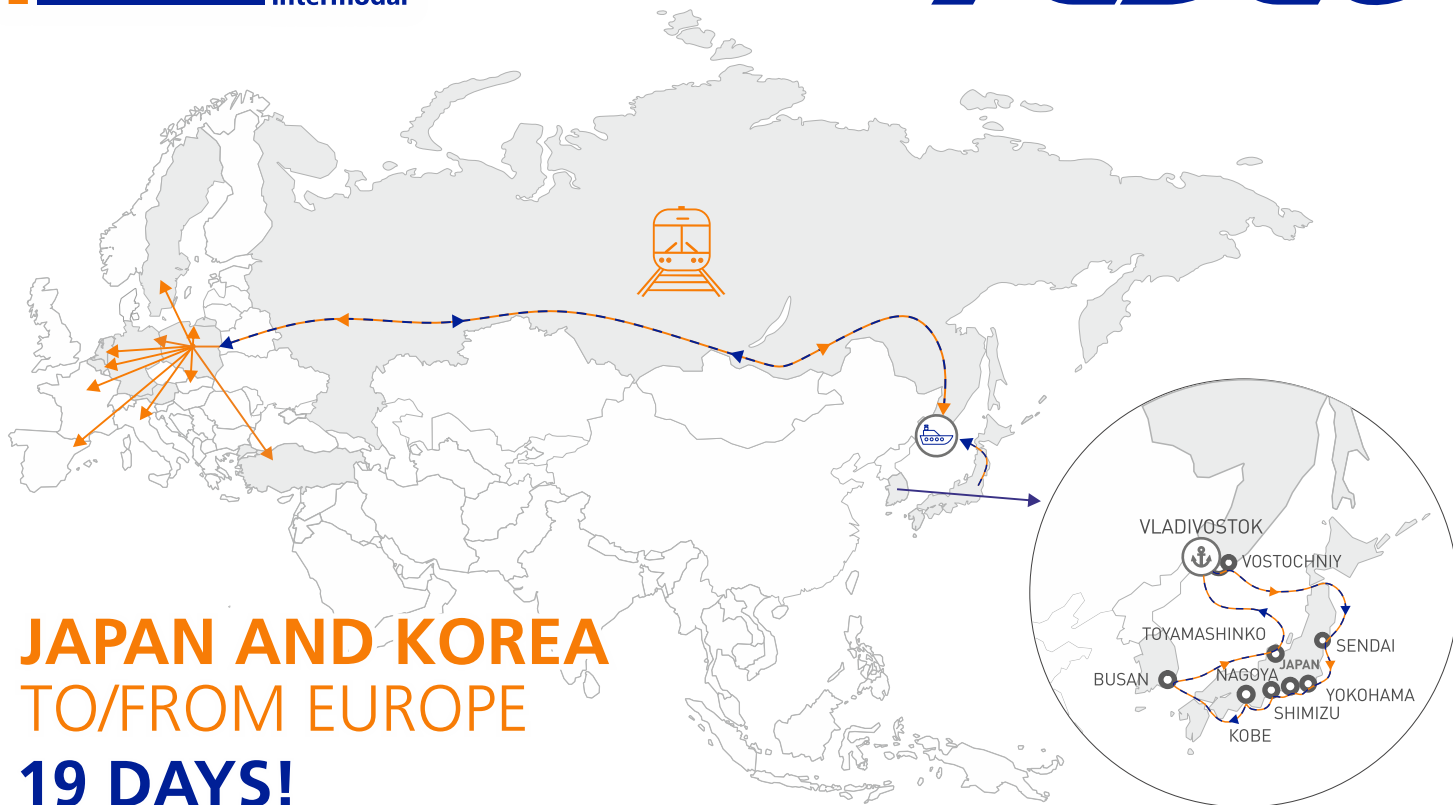 Intermodal
VLADIVOSTOK
VOSTOCHNIY
TOYAMASHINKO
SENDAI
JAPAN
BUSAN
NAGOYA
YOKOHAMA
SHIMIZU
KOBE
JAPAN AND KOREA
TO/FROM EUROPE
19 DAYS!